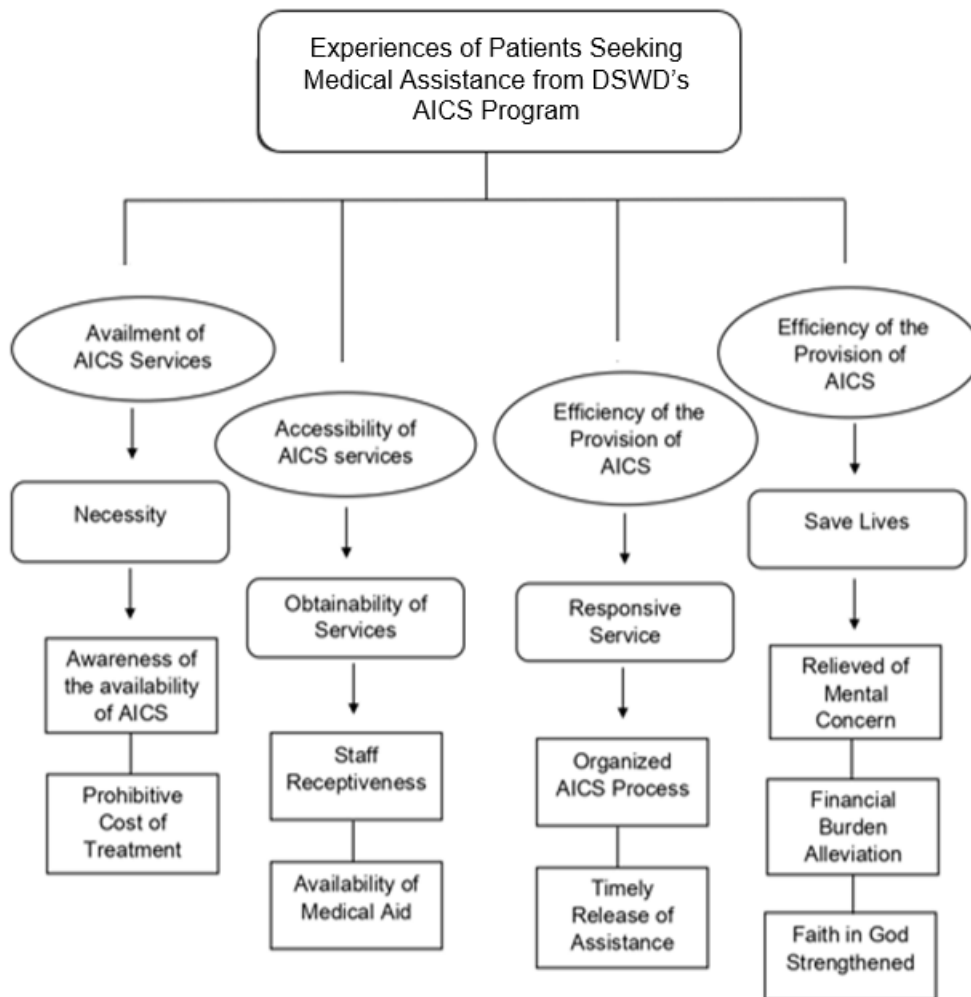 Experiences of Patients Seeking
Medical Assistance from DSWD's
AICS Program
Availment of
AICS Services
Necessity
Awareness of
the availability
of AICS
Prohibitive
Cost of
Treatment
Accessibility of
AICS services
Obtainability of
Services
Staff
Receptiveness
Availability of
Medical Aid
Efficiency of the
Provision of
AICS
Responsive
Service
Organized
AICS Process
Timely
Release of
Assistance
Efficiency of the
Provision of
AICS
Save Lives
Relieved of
Mental
Concern
Financial
Burden
Alleviation
Faith in God
Strengthened